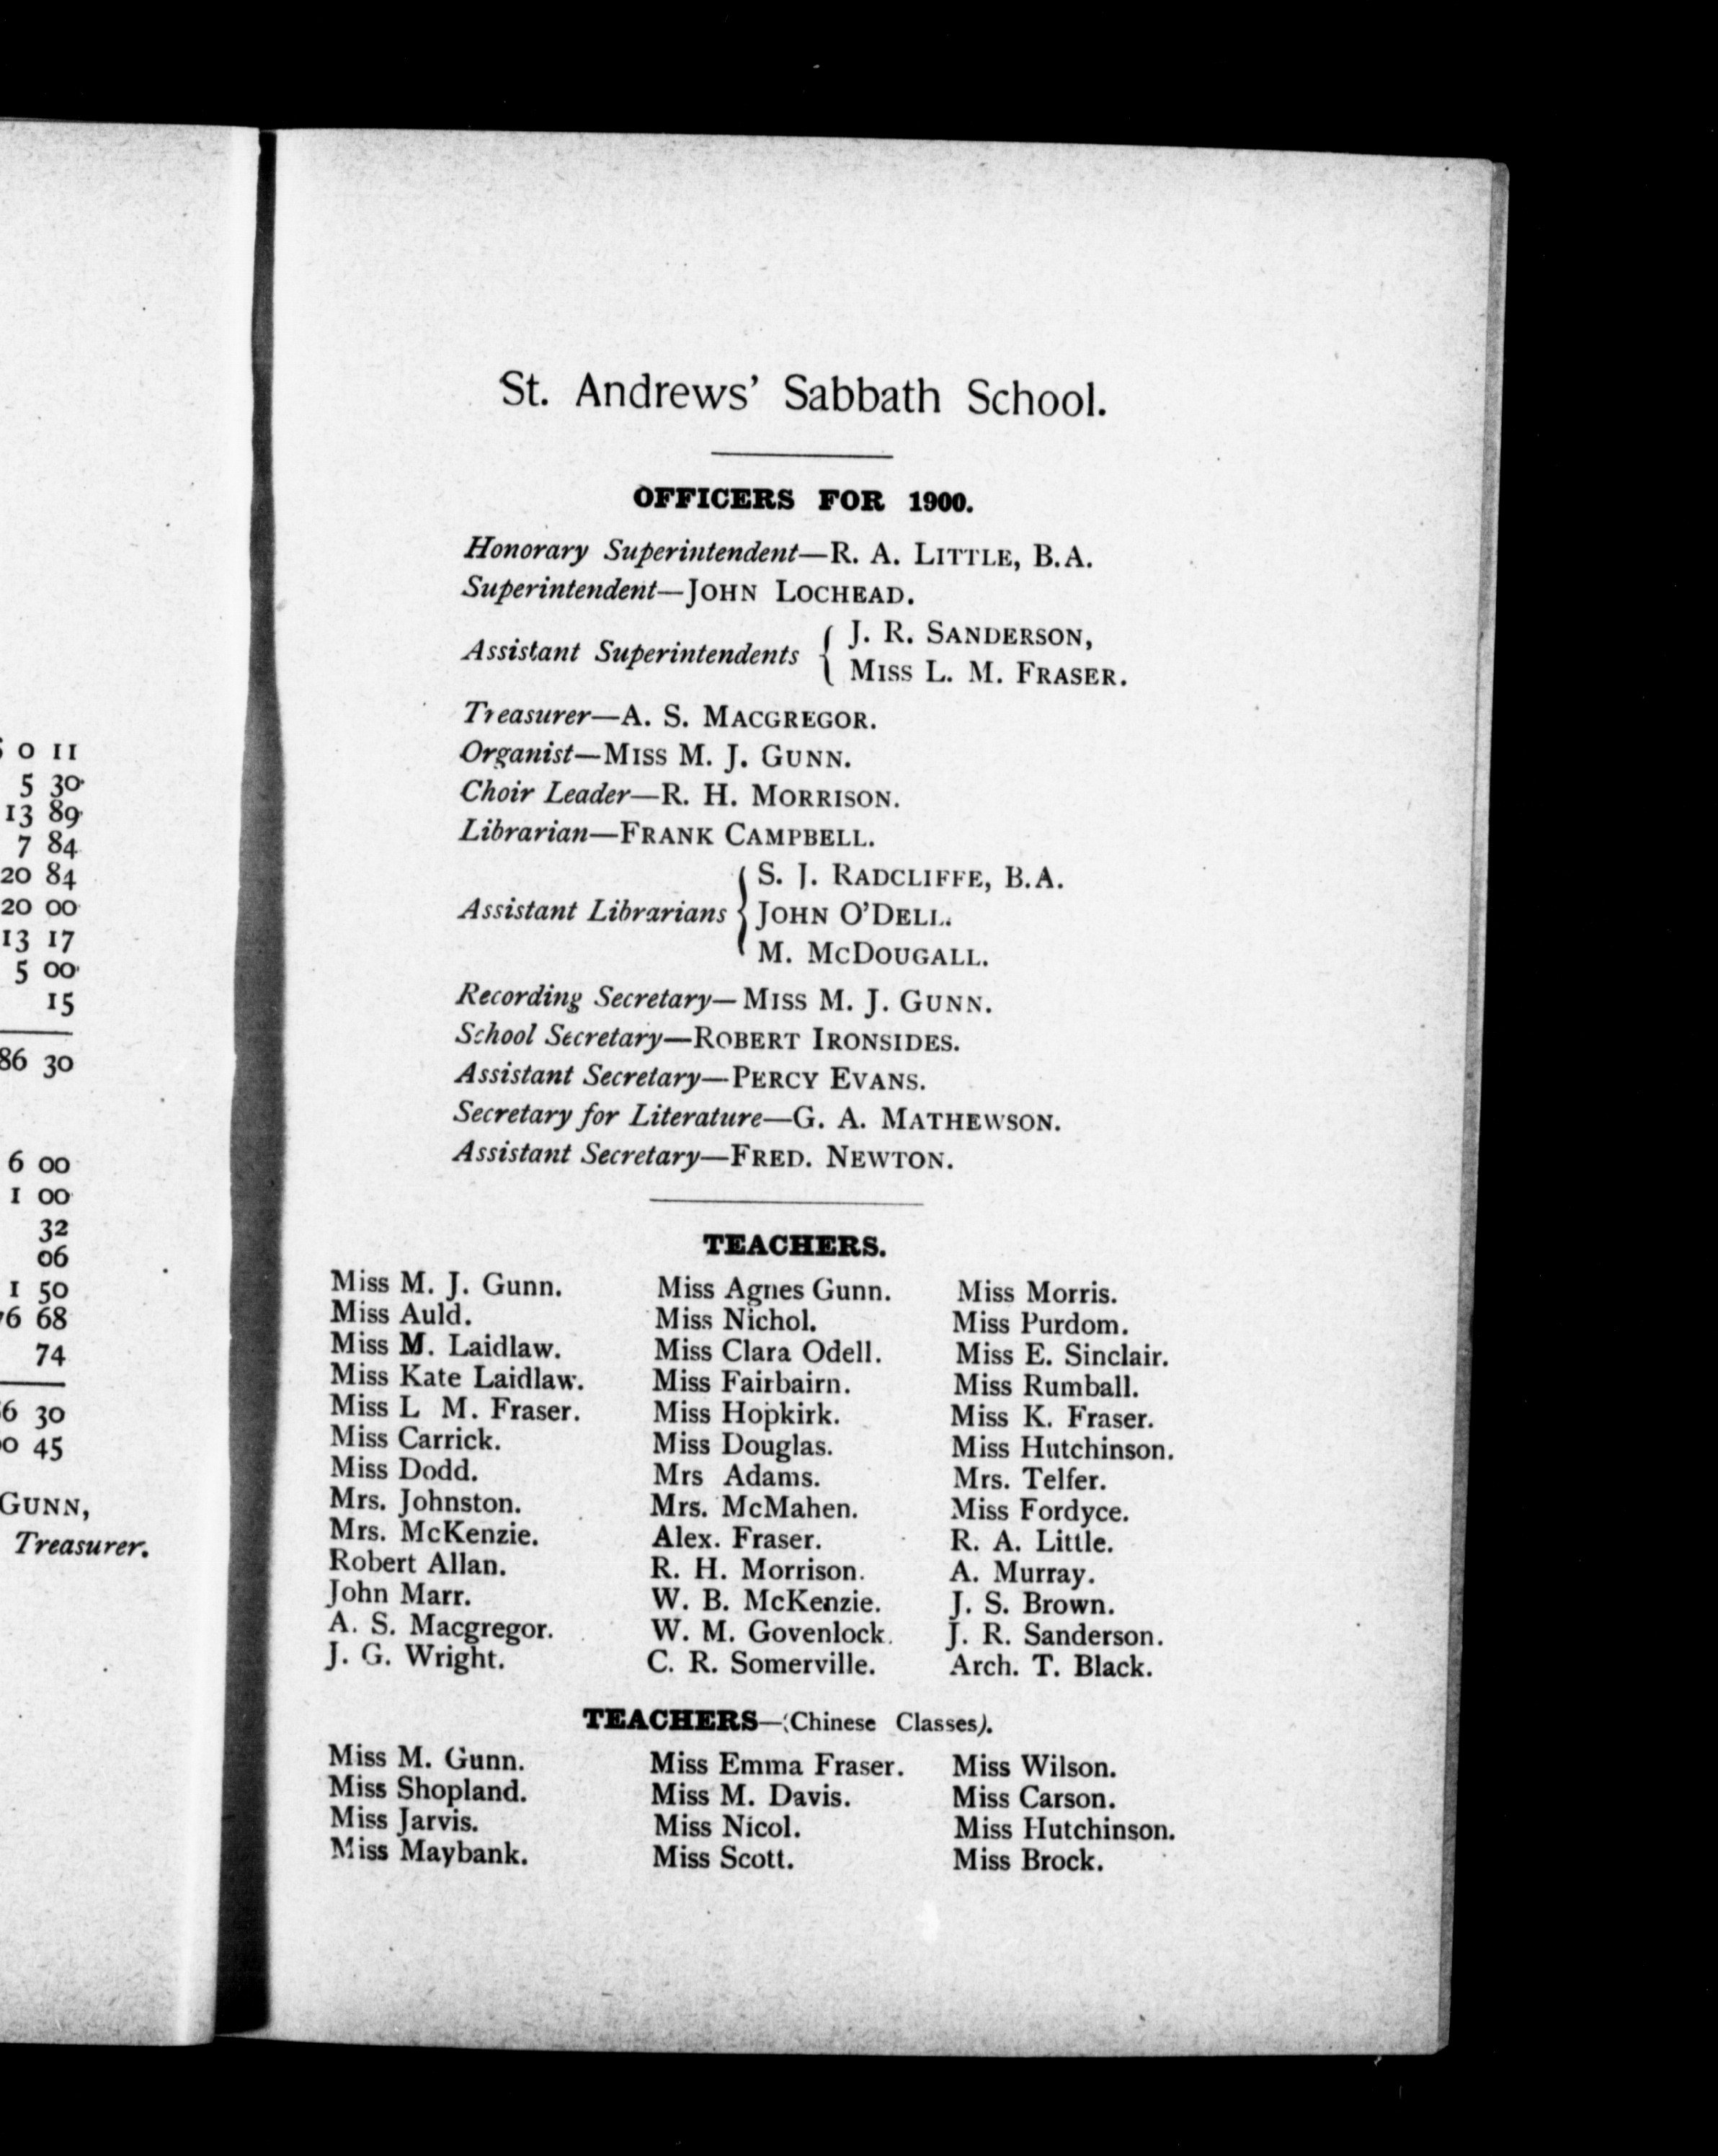 0 11
5 30
13 89
7 84
20 84
20 00
13 17
5 00
15
86 30
6 00
1 00
32
06
1 50
76 68
74
6 30
0 45
GUNN,
Treasurer.
St. Andrews' Sabbath School.
OFFICERS FOR 1900.
Honorary Superintendent—R. A. LITTLE, B.A.
Superintendent—JOHN LOCHEAD.
Assistant Superintendents { J. R. SANDERSON,
MISS L. M. FRASER.
Treasurer—A. S. MACGREGOR.
Organist—MISS M. J. GUNN.
Choir Leader—R. H. MORRISON.
Librarian—FRANK CAMPBELL.
Assistant Librarians { S. J. RADCLIFFE, B.A.
JOHN O'DELL.
M. MCDOUGALL.
Recording Secretary—MISS M. J. GUNN.
School Secretary—ROBERT IRONSIDES.
Assistant Secretary—PERCY EVANS.
Secretary for Literature—G. A. MATHEWSON.
Assistant Secretary—FRED. NEWTON.
TEACHERS.
Miss M. J. Gunn. Miss Agnes Gunn. Miss Morris.
Miss Auld. Miss Nichol. Miss Purdom.
Miss M. Laidlaw. Miss Clara Odell. Miss E. Sinclair.
Miss Kate Laidlaw. Miss Fairbairn. Miss Rumball.
Miss L M. Fraser. Miss Hopkirk. Miss K. Fraser.
Miss Carrick. Miss Douglas. Miss Hutchinson.
Miss Dodd. Mrs Adams. Mrs. Telfer.
Mrs. Johnston. Mrs. McMahen. Miss Fordyce.
Mrs. McKenzie. Alex. Fraser. R. A. Little.
Robert Allan. R. H. Morrison. A. Murray.
John Marr. W. B. McKenzie. J. S. Brown.
A. S. Macgregor. W. M. Govenlock. J. R. Sanderson.
J. G. Wright. C. R. Somerville. Arch. T. Black.
TEACHERS—(Chinese Classes).
Miss M. Gunn. Miss Emma Fraser. Miss Wilson.
Miss Shopland. Miss M. Davis. Miss Carson.
Miss Jarvis. Miss Nicol. Miss Hutchinson.
Miss Maybank. Miss Scott. Miss Brock.